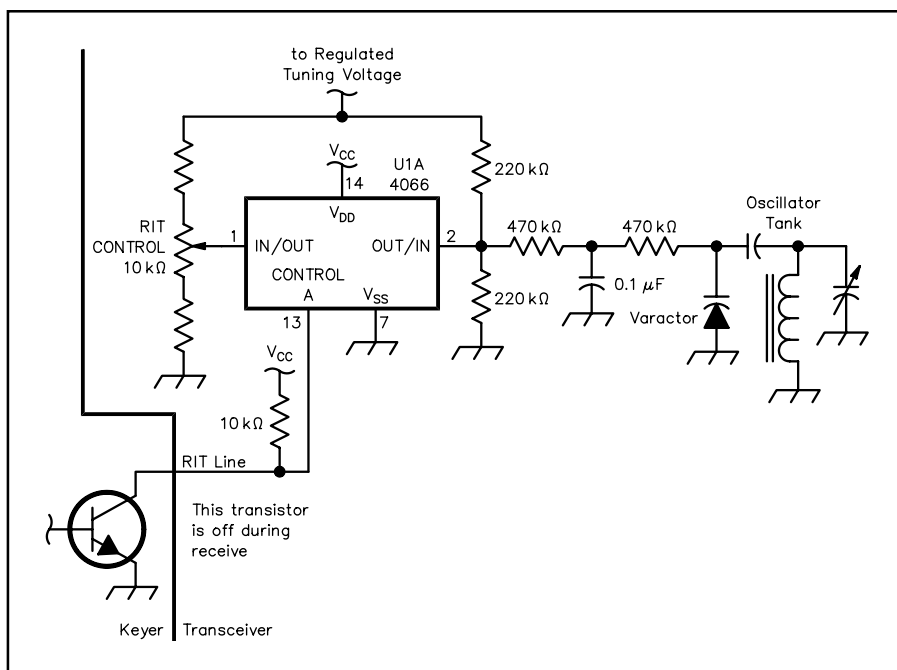 to Regulated
Tuning Voltage
VCC
14
U1A
4066
VDD
220 kΩ
Oscillator
Tank
RIT
CONTROL
10 kΩ
1
IN/OUT
OUT/IN
2
470 kΩ
470 kΩ
CONTROL
A
VSS
0.1 μF
220 kΩ
Varactor
13
7
VCC
10 kΩ
RIT Line
This transistor
is off during
receive
Keyer
Transceiver